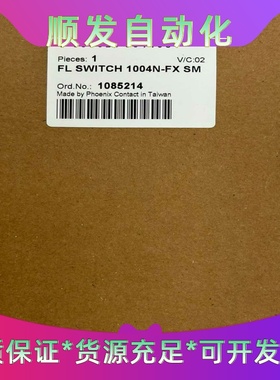 顺发自动化
Pieces: 1
V/C:02
FL SWITCH 1004N-FX SM
Ord.No.: 1085214
Made by Phoenix Contact in Taiwan
质保证*货源充足*可开发